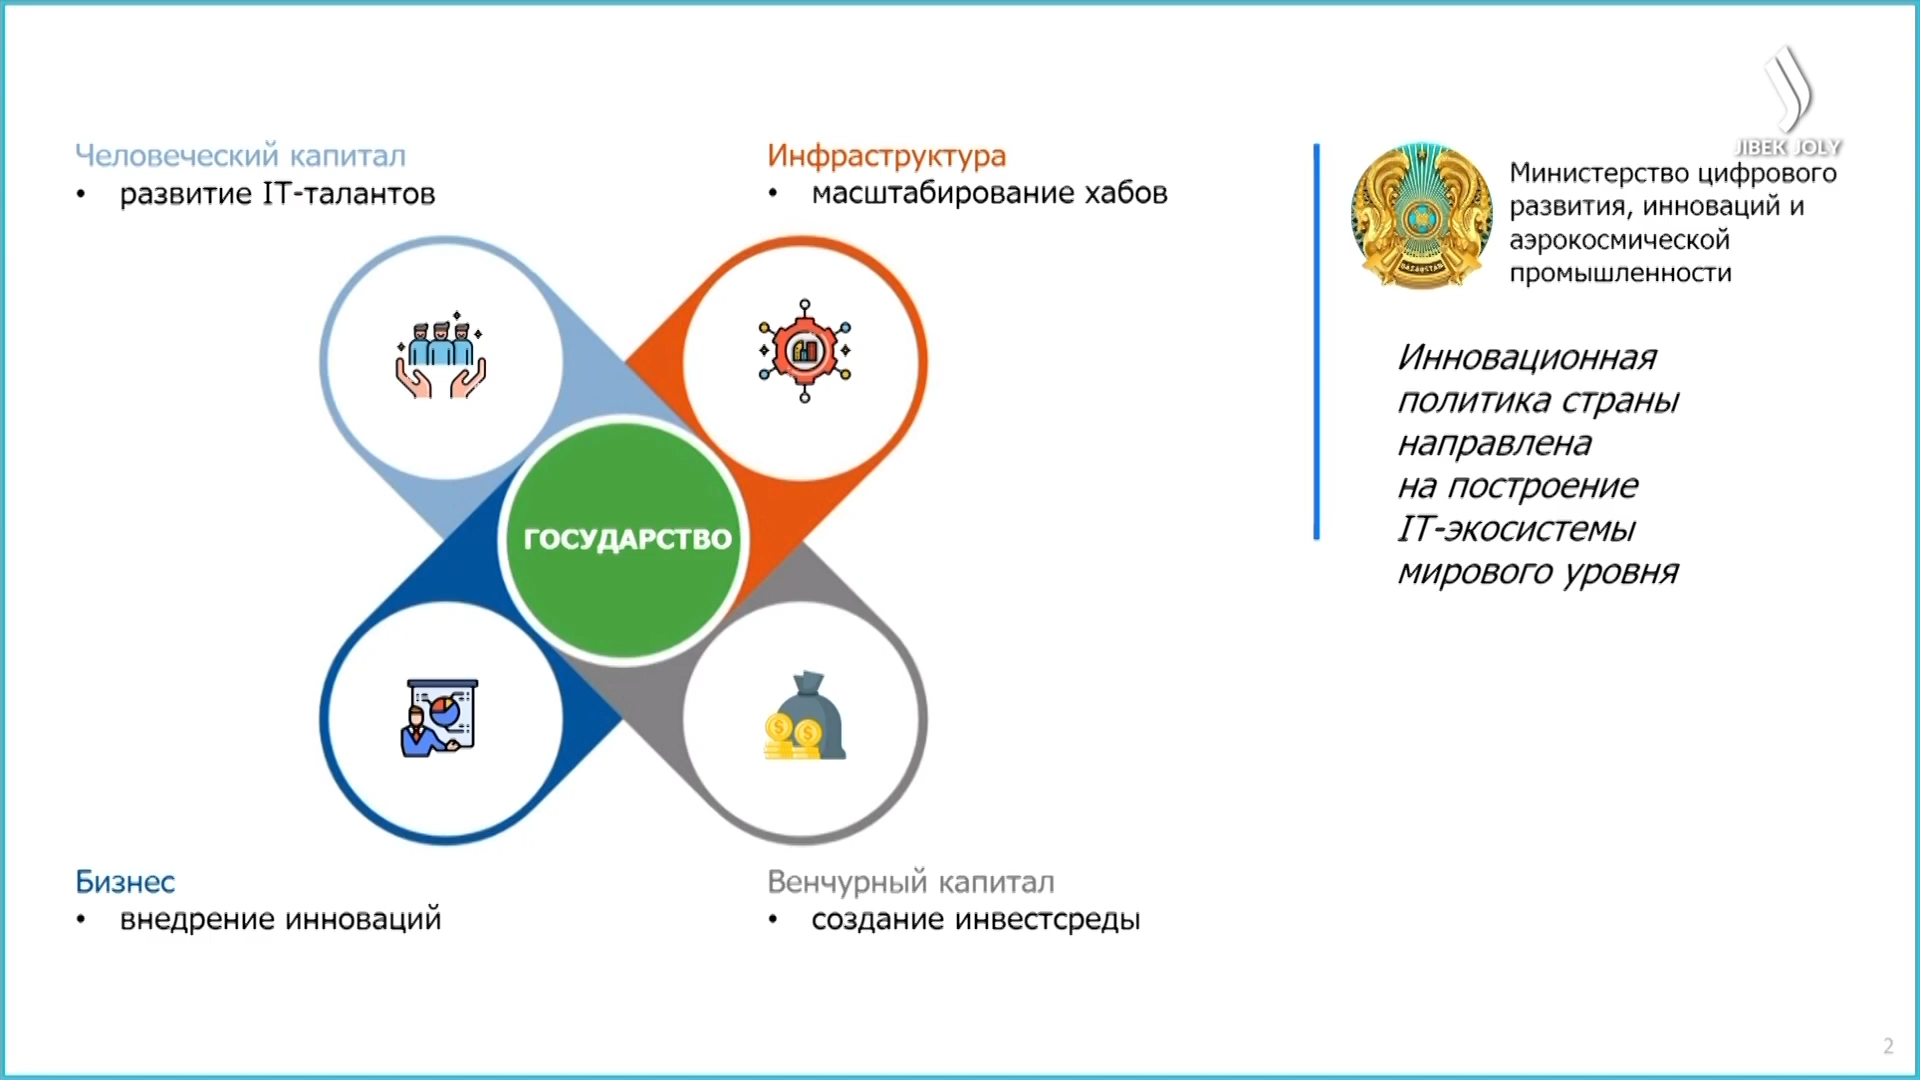 JIBEK JOLY
Человеческий капитал
• развитие IT-талантов
Инфраструктура
• масштабирование хабов
ГОСУДАРСТВО
Бизнес
• внедрение инноваций
Венчурный капитал
• создание инвестсреды
QAZAQSTAN
Министерство цифрового
развития, инноваций и
аэрокосмической
промышленности
Инновационная
политика страны
направлена
на построение
IT-экосистемы
мирового уровня
2